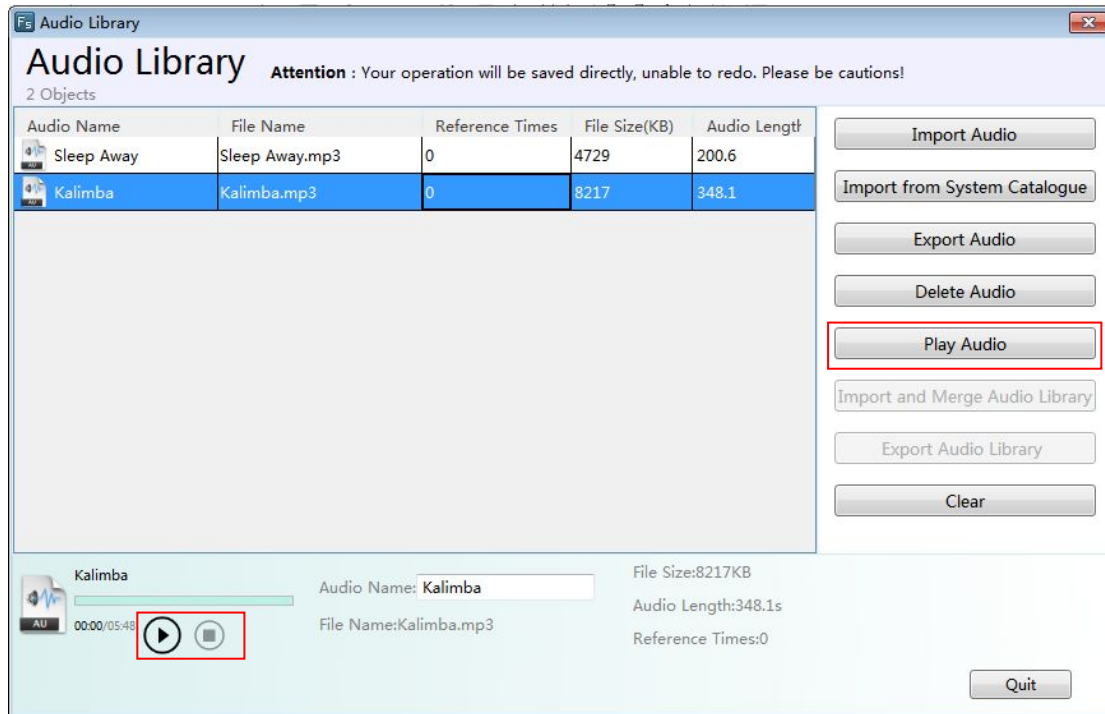 Fs Audio Library
Audio Library Attention : Your operation will be saved directly, unable to redo. Please be cautions!
2 Objects
Audio Name File Name Reference Times File Size(KB) Audio Length
Sleep Away Sleep Away.mp3 0 4729 200.6
Kalimba Kalimba.mp3 0 8217 348.1
Import Audio
Import from System Catalogue
Export Audio
Delete Audio
Play Audio
Import and Merge Audio Library
Export Audio Library
Clear
Kalimba
AU 00:00/05:48
Audio Name: Kalimba
File Name:Kalimba.mp3
File Size:8217KB
Audio Length:348.1s
Reference Times:0
Quit